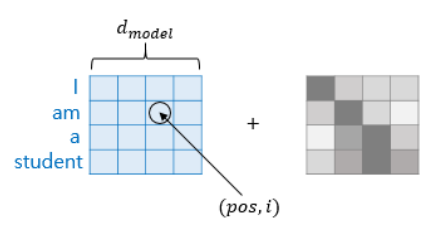 d_model
I
am
a
student
+
(pos, i)